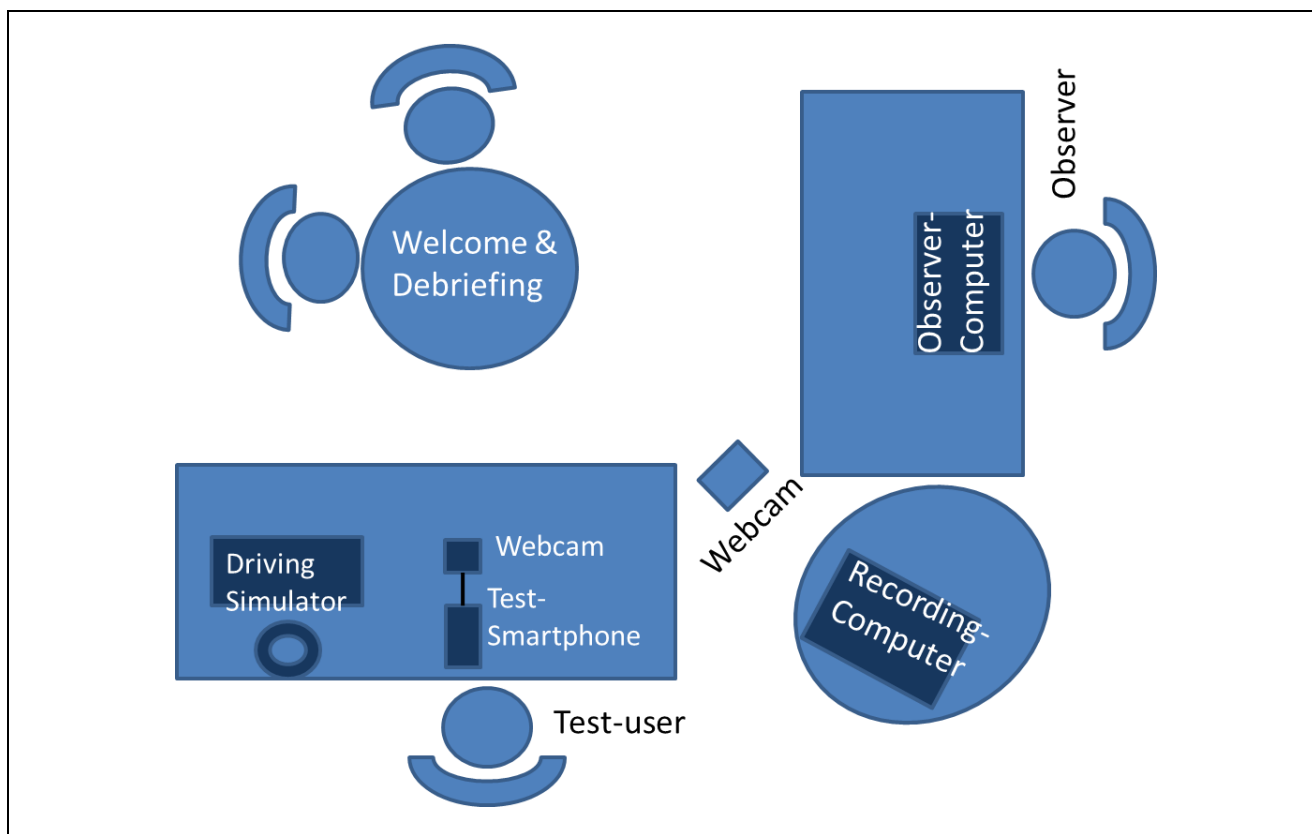 Welcome &
Debriefing
Observer
Observer-
Computer
Webcam
Recording-
Computer
Driving
Simulator
Webcam
Test-
Smartphone
Test-user